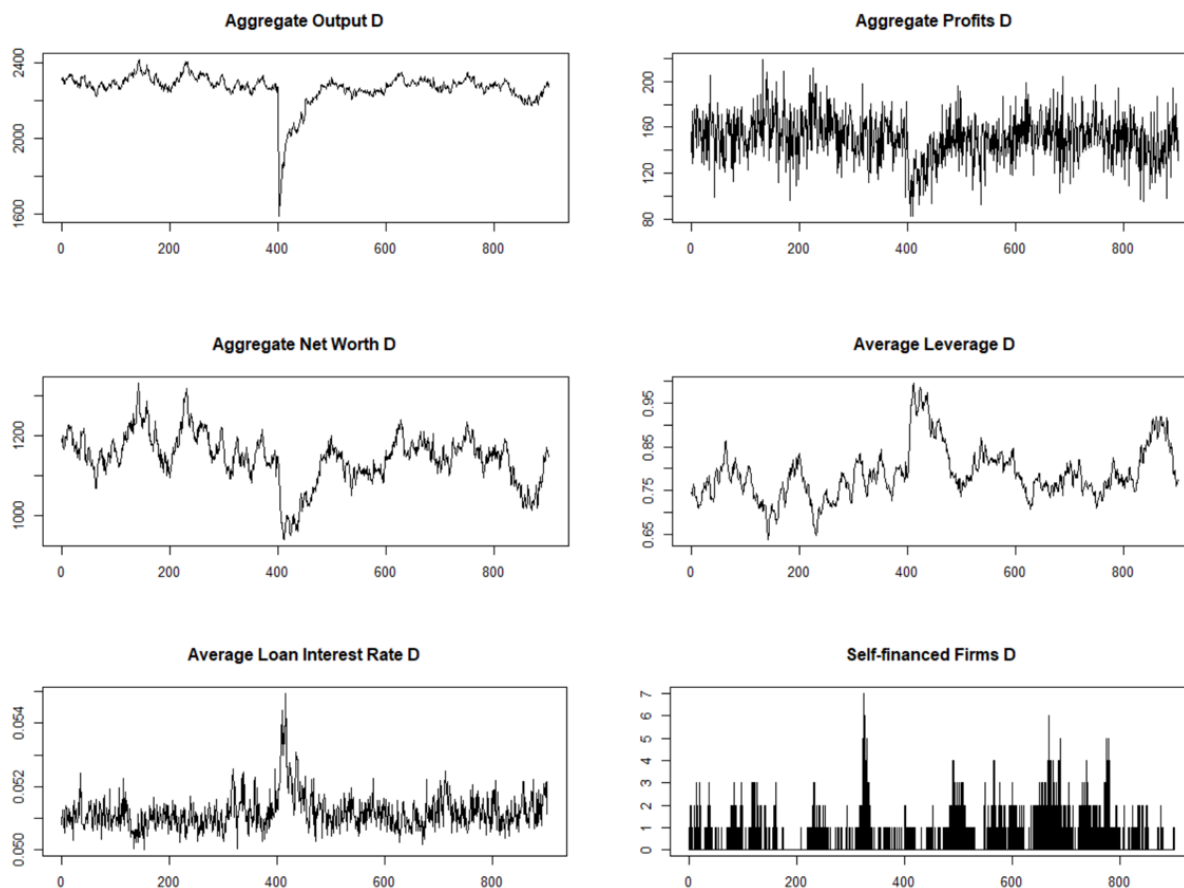 Aggregate Output D
2400
2000
1600
0 200 400 600 800
Aggregate Profits D
200
160
120
80
0 200 400 600 800
Aggregate Net Worth D
1200
1000
0 200 400 600 800
Average Leverage D
0.95
0.85
0.75
0.65
0 200 400 600 800
Average Loan Interest Rate D
0.054
0.052
0.050
0 200 400 600 800
Self-financed Firms D
7
6
5
4
3
2
1
0
0 200 400 600 800